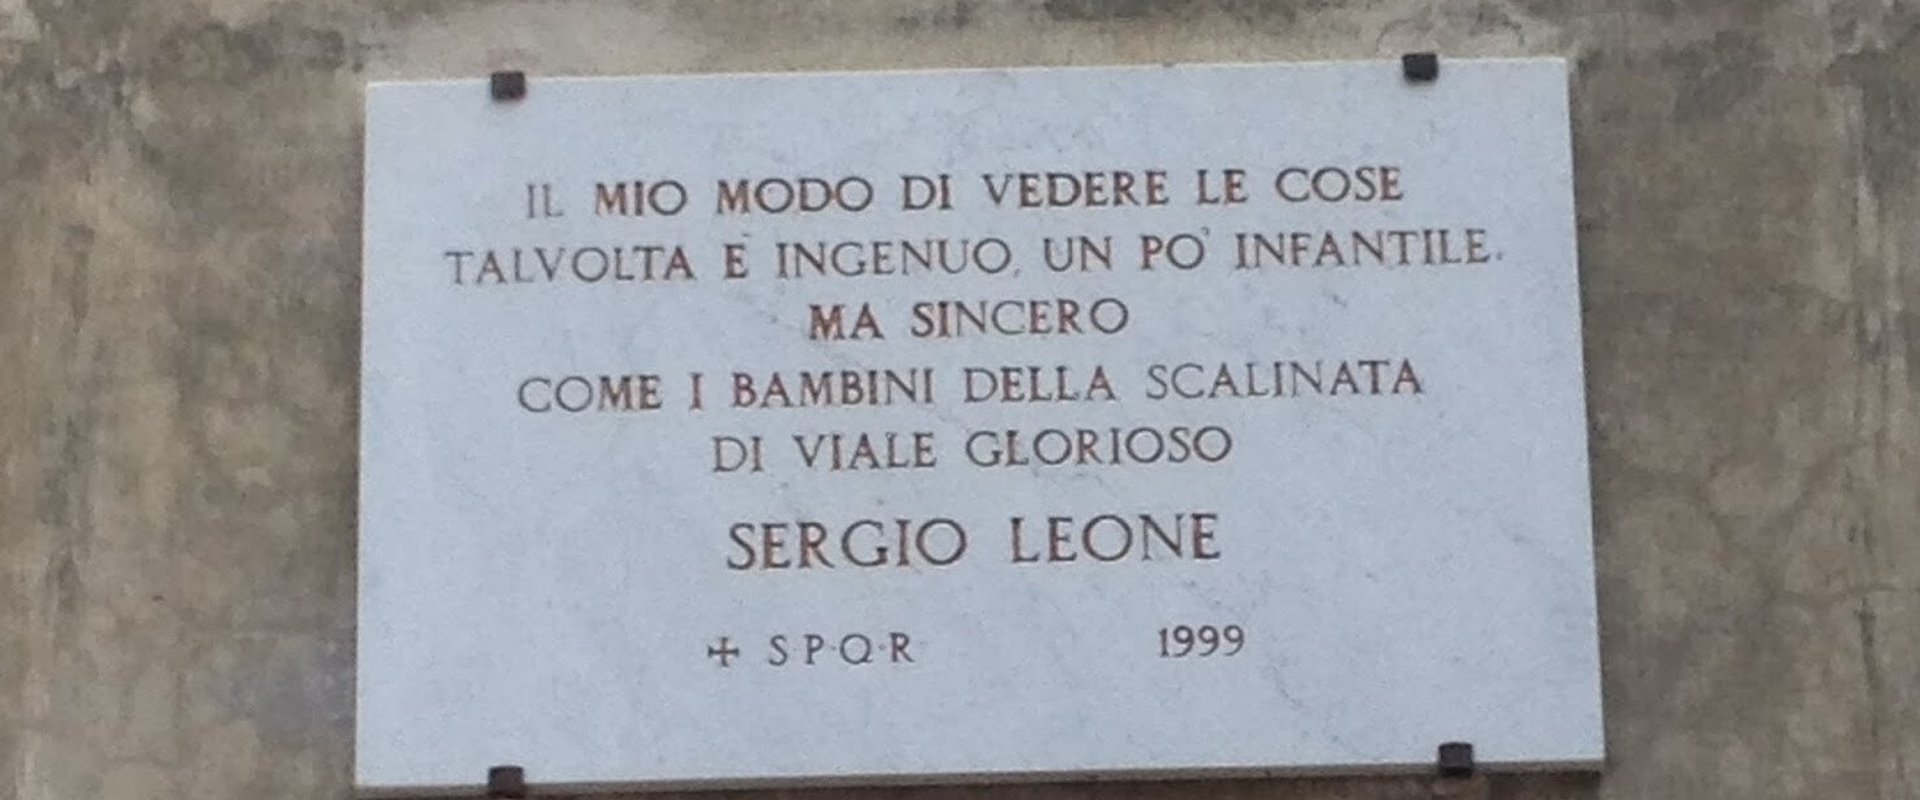 IL MIO MODO DI VEDERE LE COSE
TALVOLTA È INGENUO, UN PO' INFANTILE,
MA SINCERO
COME I BAMBINI DELLA SCALINATA
DI VIALE GLORIOSO
SERGIO LEONE
✢ S·P·Q·R 1999